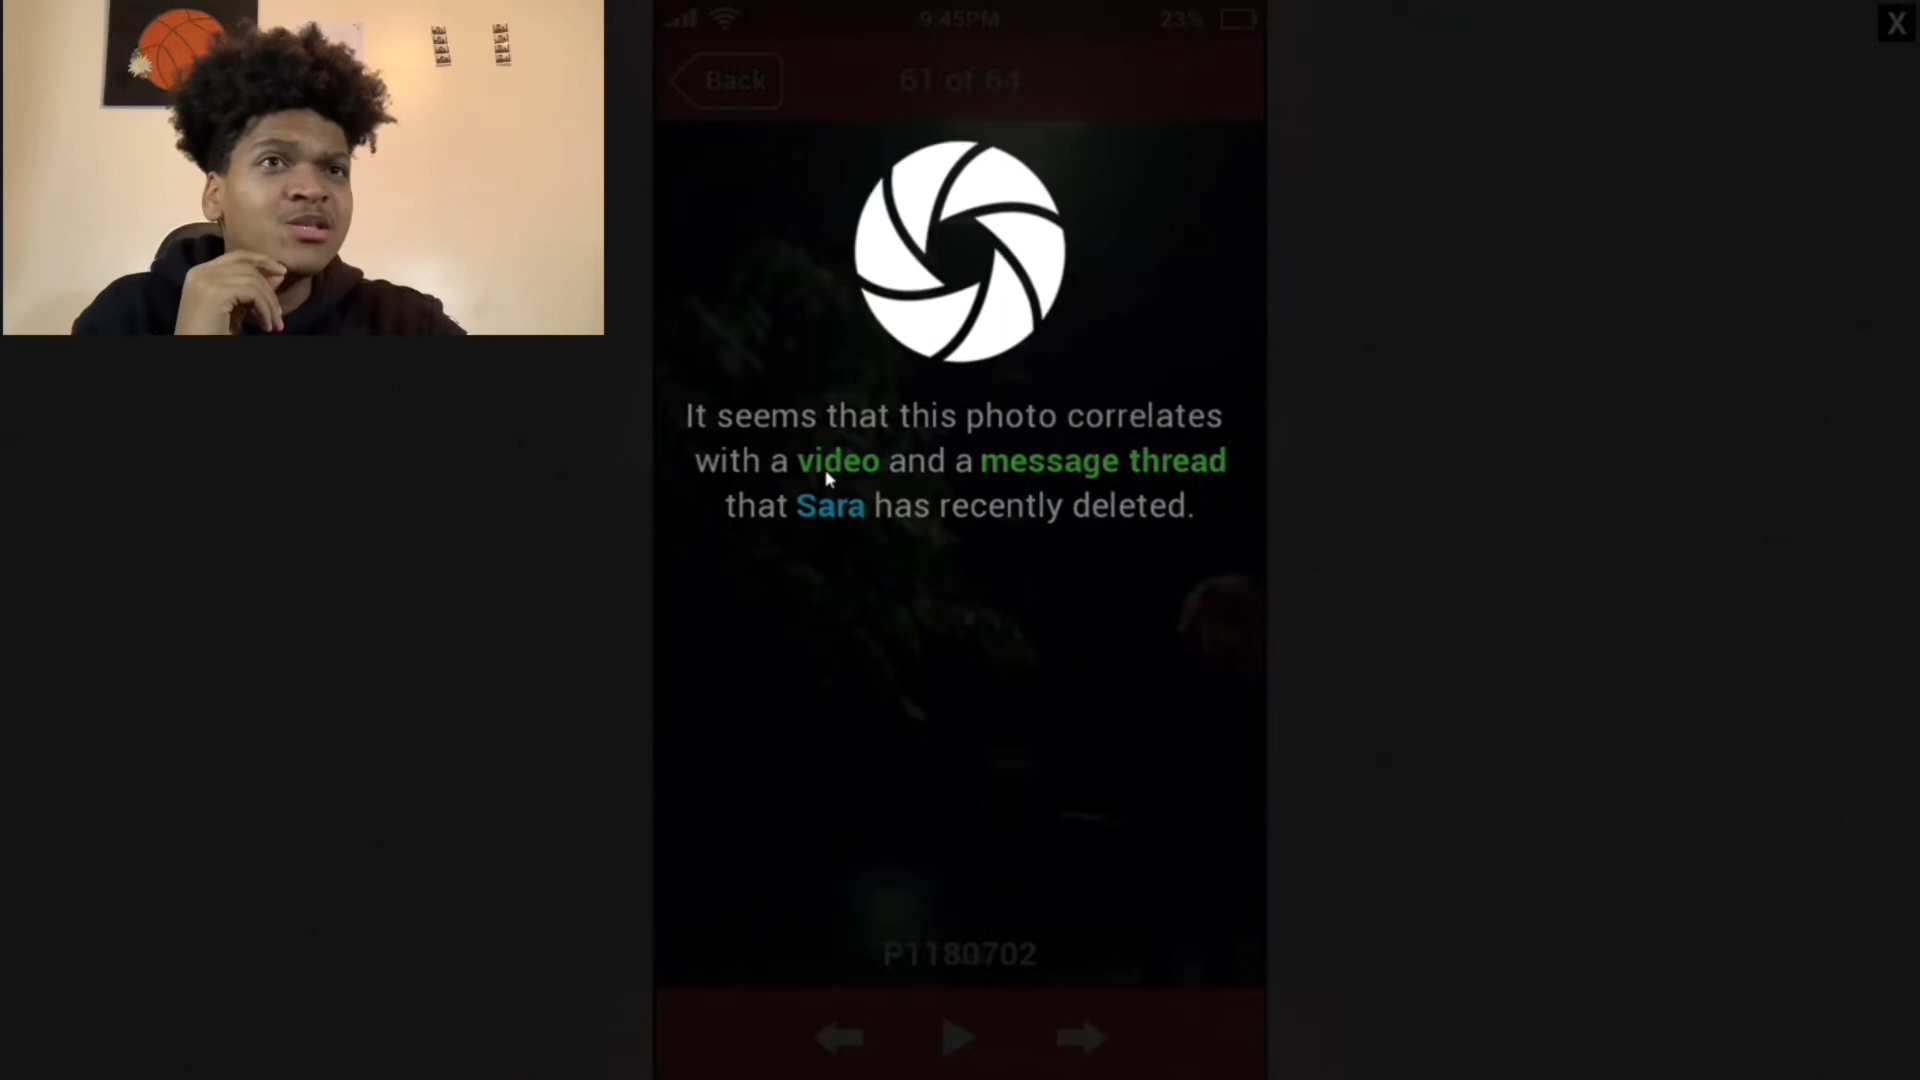 9:45PM
23%
X
Back
61 of 64
It seems that this photo correlates
with a video and a message thread
that Sara has recently deleted.
P1180702